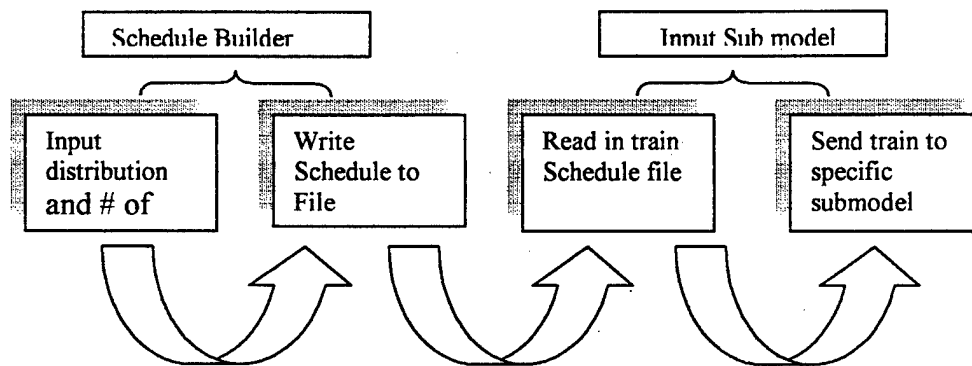 Schedule Builder
Input Sub model
Input
distribution
and # of
Write
Schedule to
File
Read in train
Schedule file
Send train to
specific
submodel